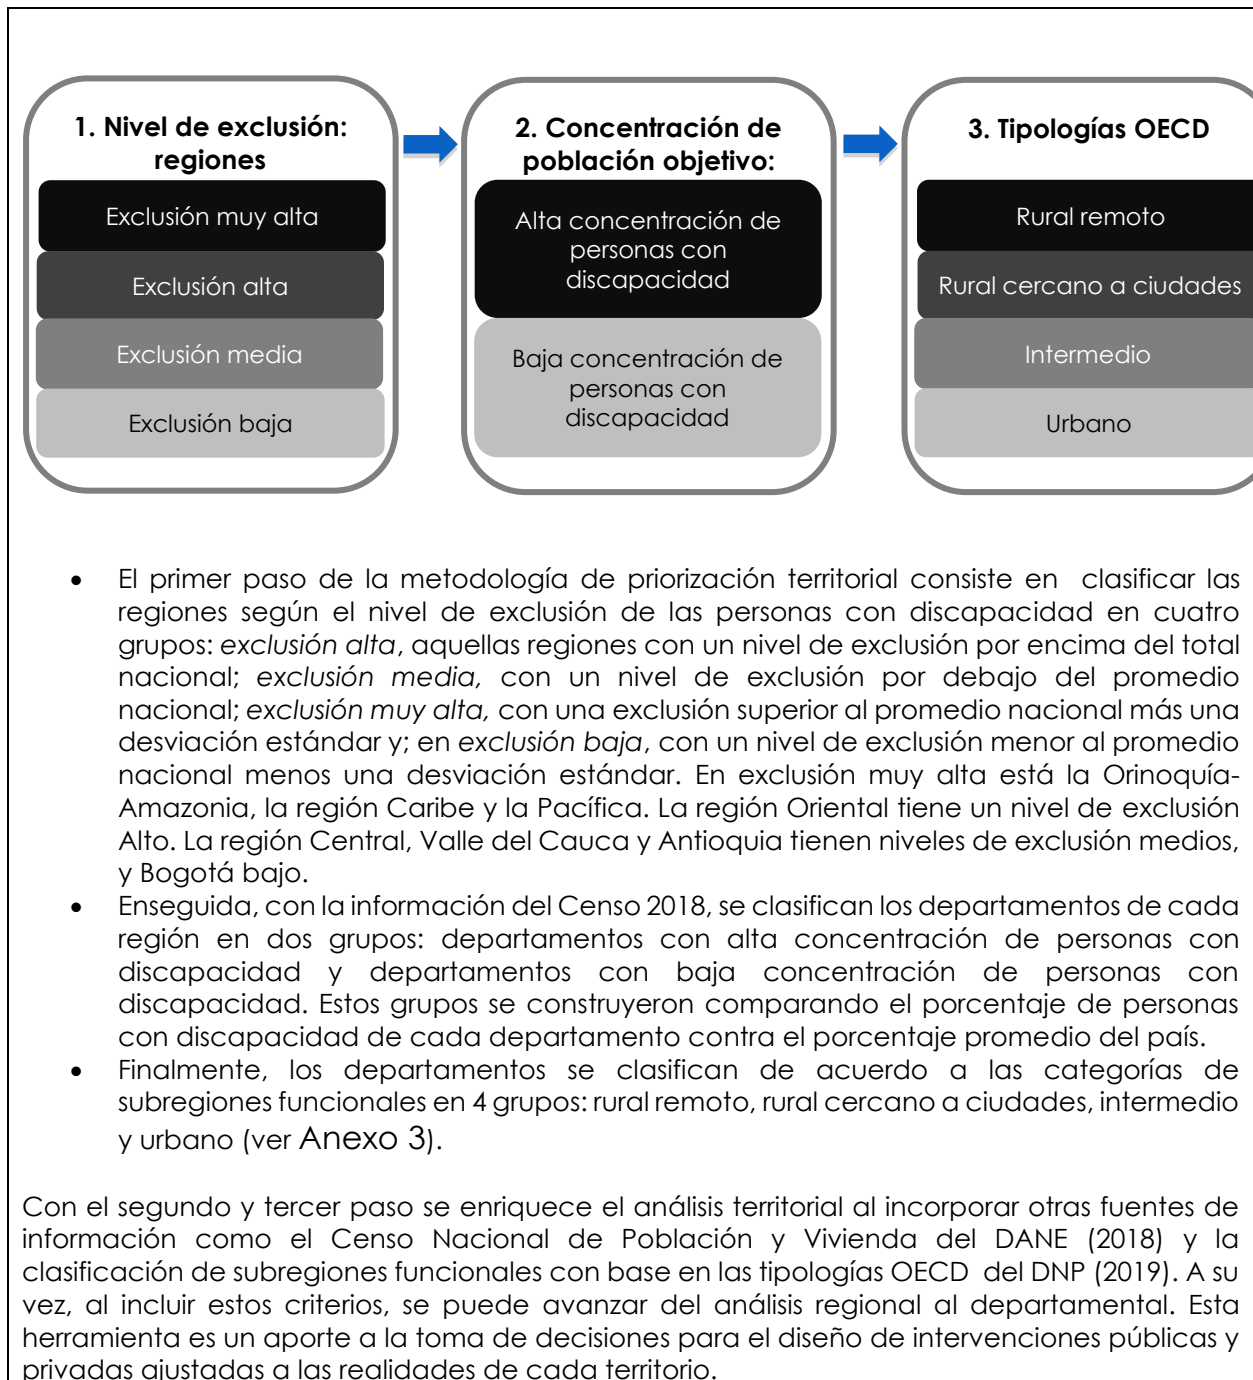 1. Nivel de exclusión:
regiones
Exclusión muy alta
Exclusión alta
Exclusión media
Exclusión baja
2. Concentración de
población objetivo:
Alta concentración de
personas con
discapacidad
Baja concentración de
personas con
discapacidad
3. Tipologías OECD
Rural remoto
Rural cercano a ciudades
Intermedio
Urbano
• El primer paso de la metodología de priorización territorial consiste en clasificar las
regiones según el nivel de exclusión de las personas con discapacidad en cuatro
grupos: exclusión alta, aquellas regiones con un nivel de exclusión por encima del total
nacional; exclusión media, con un nivel de exclusión por debajo del promedio
nacional; exclusión muy alta, con una exclusión superior al promedio nacional más una
desviación estándar y; en exclusión baja, con un nivel de exclusión menor al promedio
nacional menos una desviación estándar. En exclusión muy alta está la Orinoquía-
Amazonia, la región Caribe y la Pacífica. La región Oriental tiene un nivel de exclusión
Alto. La región Central, Valle del Cauca y Antioquia tienen niveles de exclusión medios,
y Bogotá bajo.
• Enseguida, con la información del Censo 2018, se clasifican los departamentos de cada
región en dos grupos: departamentos con alta concentración de personas con
discapacidad y departamentos con baja concentración de personas con
discapacidad. Estos grupos se construyeron comparando el porcentaje de personas
con discapacidad de cada departamento contra el porcentaje promedio del país.
• Finalmente, los departamentos se clasifican de acuerdo a las categorías de
subregiones funcionales en 4 grupos: rural remoto, rural cercano a ciudades, intermedio
y urbano (ver Anexo 3).
Con el segundo y tercer paso se enriquece el análisis territorial al incorporar otras fuentes de
información como el Censo Nacional de Población y Vivienda del DANE (2018) y la
clasificación de subregiones funcionales con base en las tipologías OECD del DNP (2019). A su
vez, al incluir estos criterios, se puede avanzar del análisis regional al departamental. Esta
herramienta es un aporte a la toma de decisiones para el diseño de intervenciones públicas y
privadas ajustadas a las realidades de cada territorio.